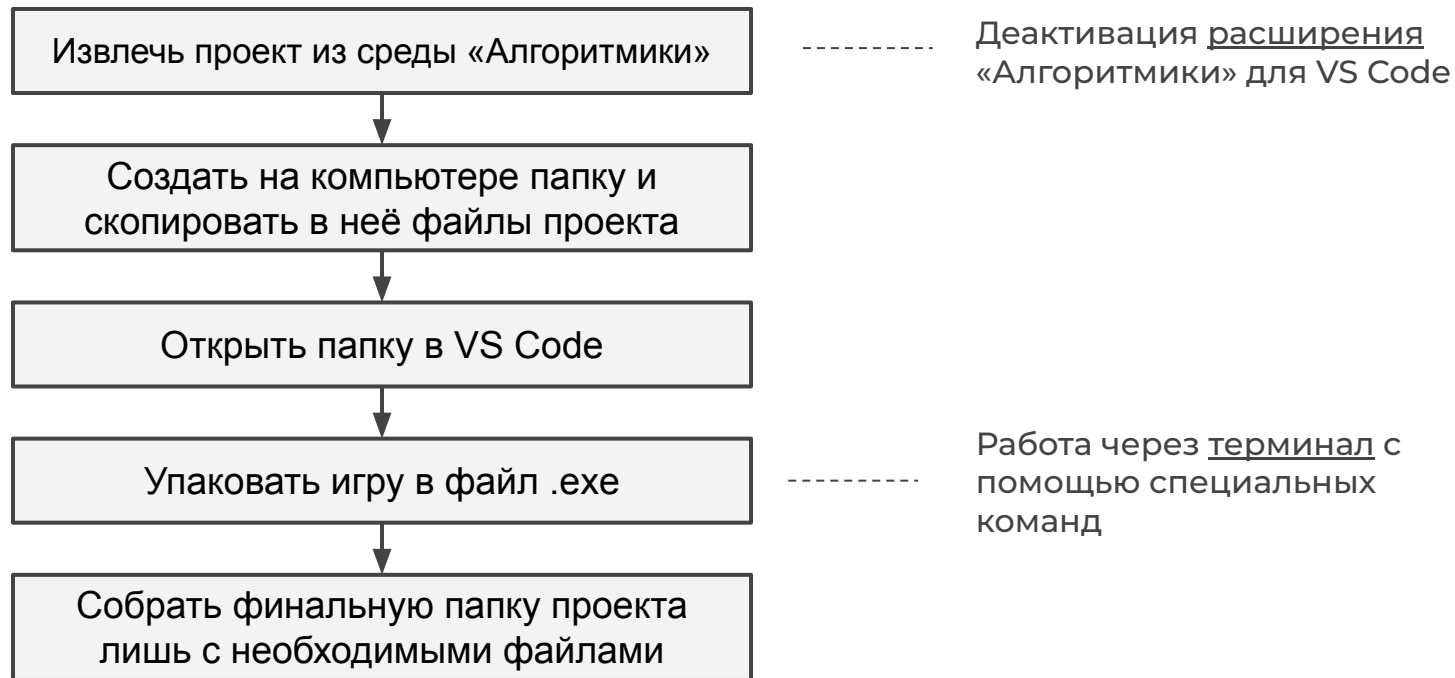 Извлечь проект из среды «Алгоритмики»
Деактивация расширения
«Алгоритмики» для VS Code
Создать на компьютере папку и
скопировать в неё файлы проекта
Открыть папку в VS Code
Упаковать игру в файл .exe
Работа через терминал с
помощью специальных
команд
Собрать финальную папку проекта
лишь с необходимыми файлами